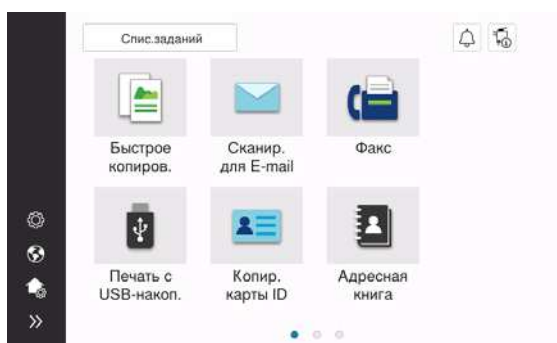 Спис.заданий
Быстрое
копиров.
Сканир.
для E-mail
Факс
Печать с
USB-накоп.
Копир.
карты ID
Адресная
книга